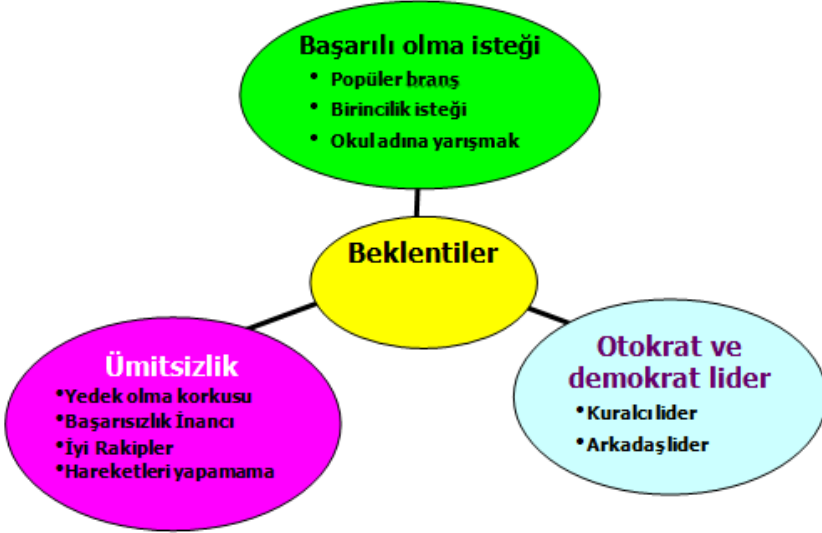 Başarılı olma isteği
• Popüler branş
• Birincilik isteği
• Okul adına yarışmak
Beklentiler
Ümitsizlik
•Yedek olma korkusu
•Başarısızlık İnancı
•İyi Rakipler
•Hareketleri yapamama
Otokrat ve
demokrat lider
• Kuralcı lider
• Arkadaş lider